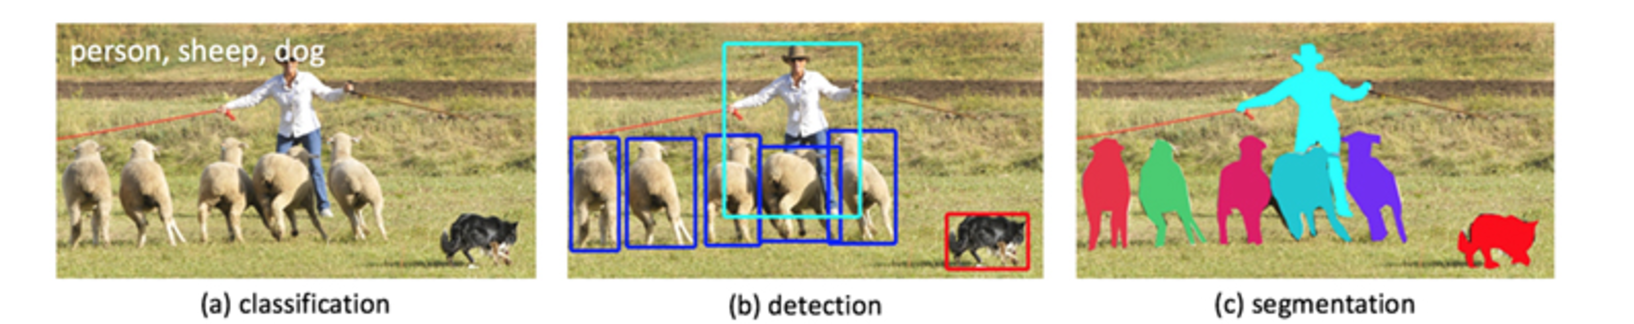 person, sheep, dog
(a) classification
(b) detection
(c) segmentation